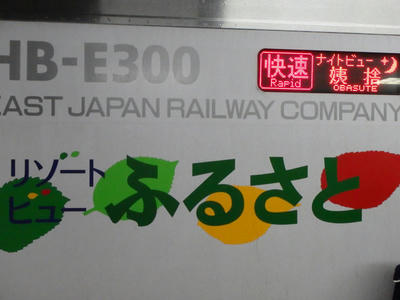 HB-E300
快速 ナイトビュー
Rapid 姨捨
OBASUTE
EAST JAPAN RAILWAY COMPANY
リゾート
ビュー ふるさと